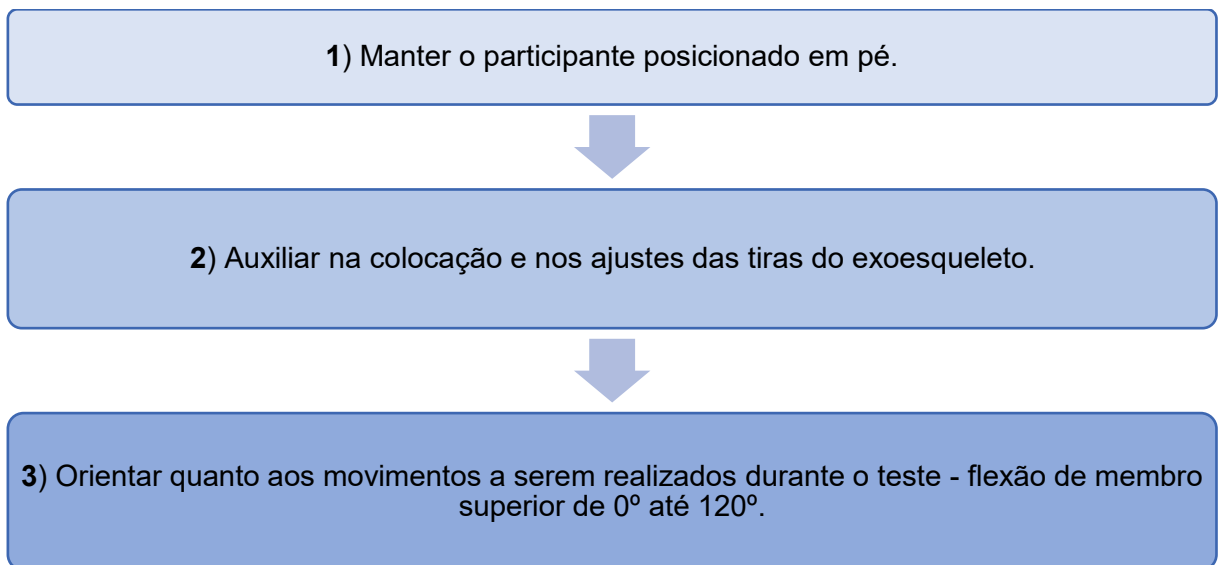 1) Manter o participante posicionado em pé.
2) Auxiliar na colocação e nos ajustes das tiras do exoesqueleto.
3) Orientar quanto aos movimentos a serem realizados durante o teste - flexão de membro
superior de 0º até 120º.